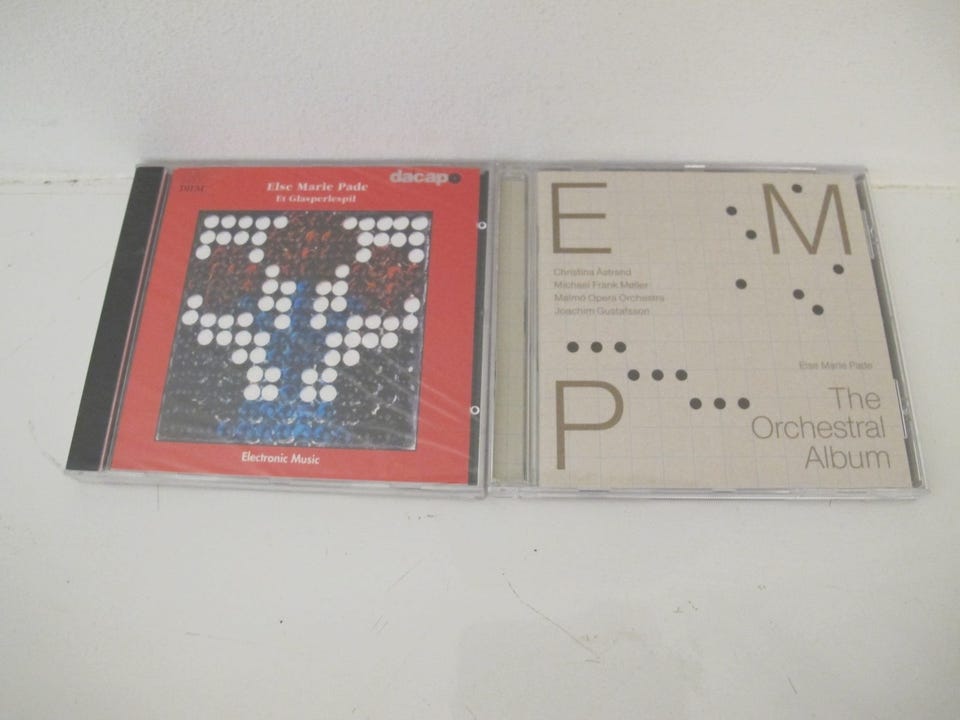 DIEM
dacapo
Else Marie Pade
Et Glasperlespil
Electronic Music
E M
Christina Åstrand
Michael Frank Møller
Malmö Opera Orchestra
Joachim Gustafsson
Else Marie Pade
P
The
Orchestral
Album